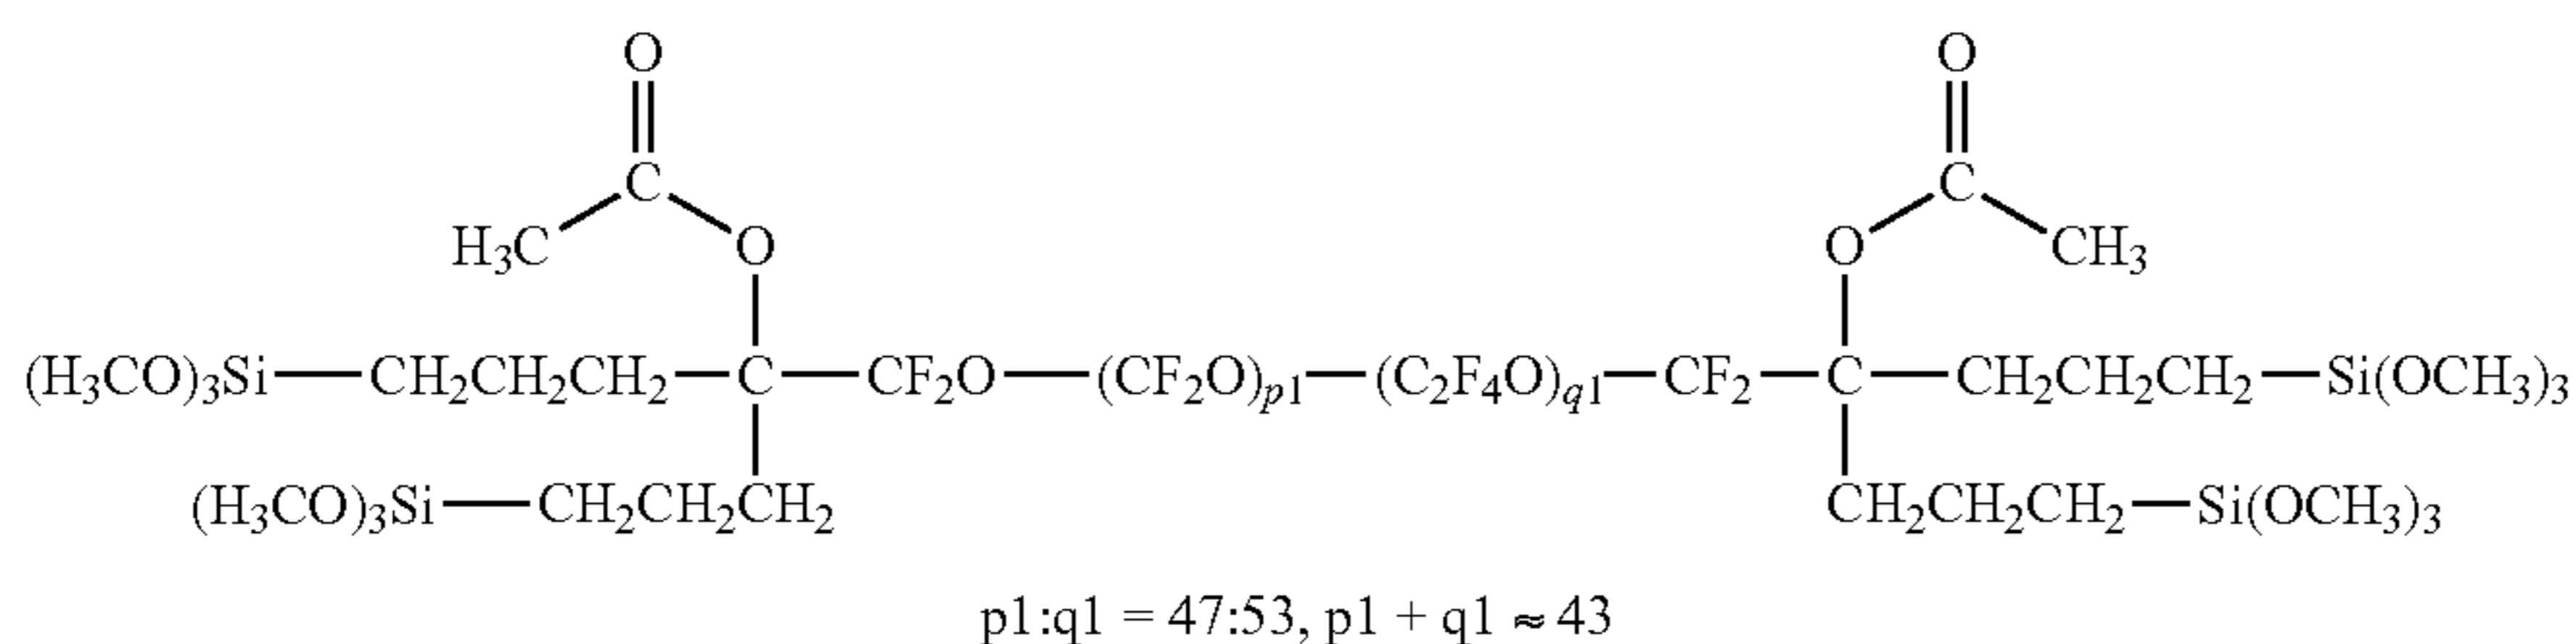 O O
C C
H₃C O O CH₃
(H₃CO)₃Si—CH₂CH₂CH₂—C—CF₂O—(CF₂O)ₚ₁—(C₂F₄O)q1—CF₂—C—CH₂CH₂CH₂—Si(OCH₃)₃
(H₃CO)₃Si—CH₂CH₂CH₂ CH₂CH₂CH₂—Si(OCH₃)₃
p1:q1 = 47:53, p1 + q1 ≈ 43